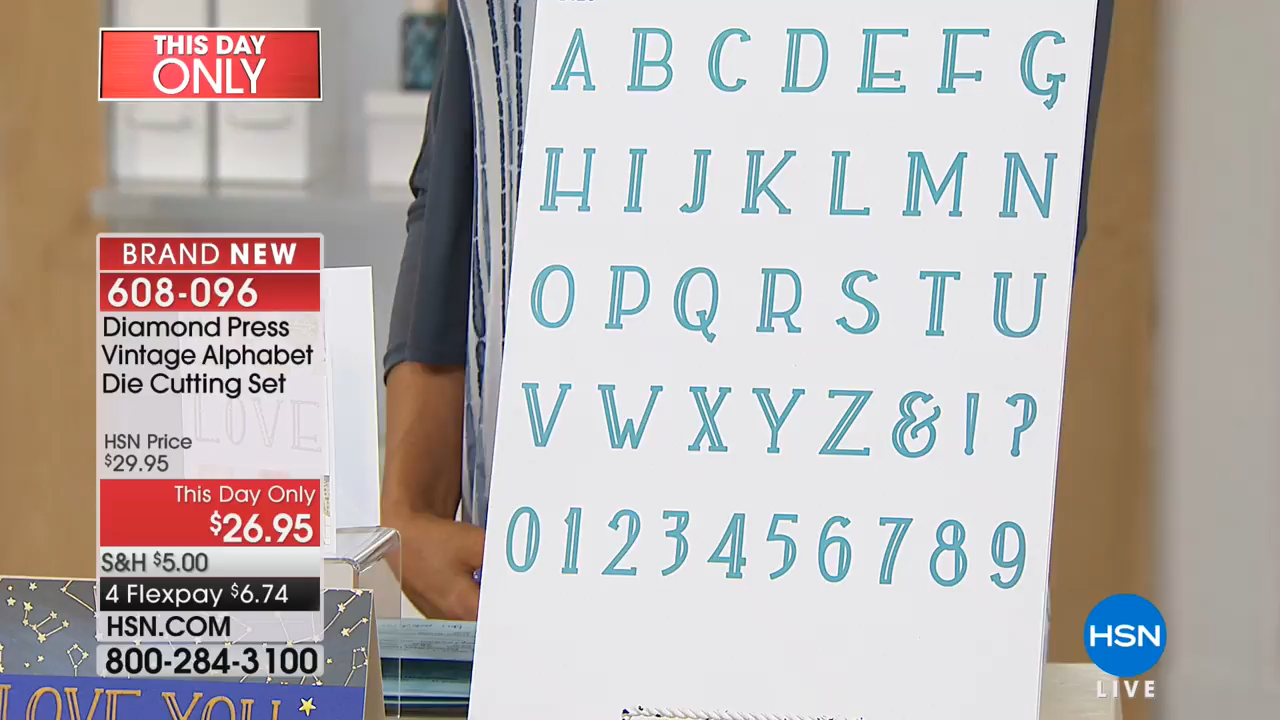 THIS DAY
ONLY
BRAND NEW
608-096
Diamond Press
Vintage Alphabet
Die Cutting Set
HSN Price
$29.95
This Day Only
$26.95
S&H $5.00
4 Flexpay $6.74
HSN.COM
800-284-3100
LOVE
LOVE YOU
A B C D E F G
H I J K L M N
O P Q R S T U
V W X Y Z & ! ?
0 1 2 3 4 5 6 7 8 9
HSN
LIVE